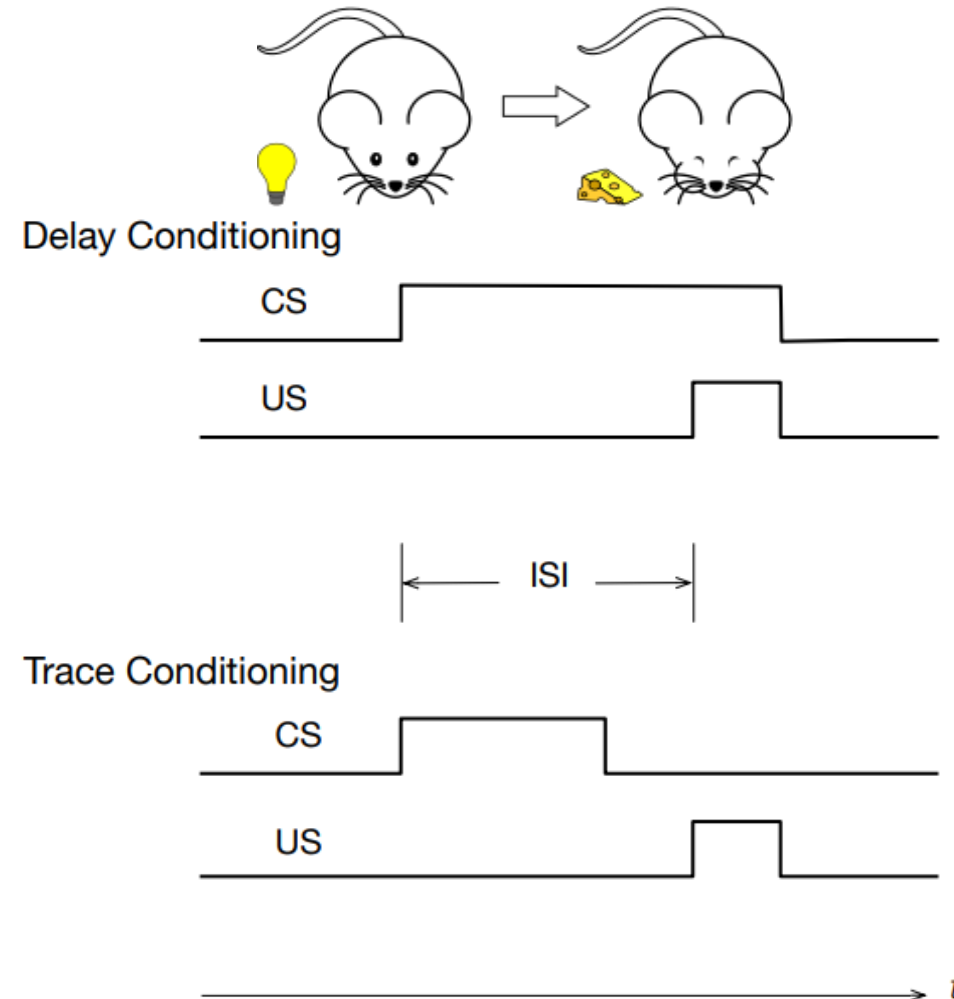 Delay Conditioning
CS
US
ISI
Trace Conditioning
CS
US
t